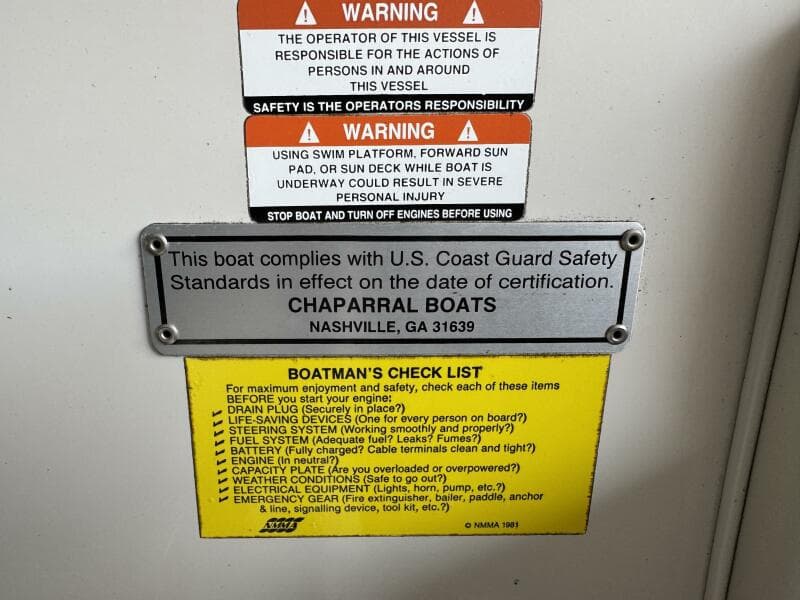 WARNING
THE OPERATOR OF THIS VESSEL IS
RESPONSIBLE FOR THE ACTIONS OF
PERSONS IN AND AROUND
THIS VESSEL
SAFETY IS THE OPERATORS RESPONSIBILITY
WARNING
USING SWIM PLATFORM, FORWARD SUN
PAD, OR SUN DECK WHILE BOAT IS
UNDERWAY COULD RESULT IN SEVERE
PERSONAL INJURY
STOP BOAT AND TURN OFF ENGINES BEFORE USING
This boat complies with U.S. Coast Guard Safety
Standards in effect on the date of certification.
CHAPARRAL BOATS
NASHVILLE, GA 31639
BOATMAN'S CHECK LIST
For maximum enjoyment and safety, check each of these items
BEFORE you start your engine:
DRAIN PLUG (Securely in place?)
LIFE-SAVING DEVICES (One for every person on board?)
STEERING SYSTEM (Working smoothly and properly?)
FUEL SYSTEM (Adequate fuel? Leaks? Fumes?)
BATTERY (Fully charged? Cable terminals clean and tight?)
ENGINE (In neutral?)
CAPACITY PLATE (Are you overloaded or overpowered?)
WEATHER CONDITIONS (Safe to go out?)
ELECTRICAL EQUIPMENT (Lights, horn, pump, etc.?)
EMERGENCY GEAR (Fire extinguisher, bailer, paddle, anchor
& line, signalling device, tool kit, etc.?)
NMMA © NMMA 1981